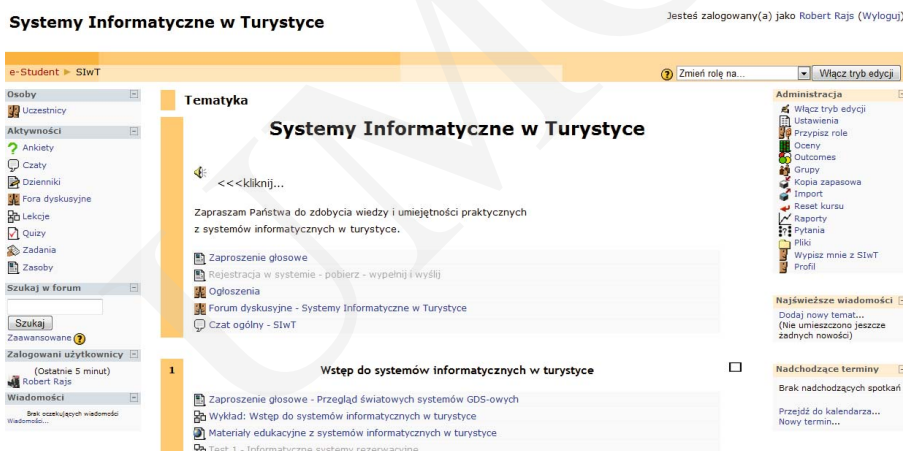 Systemy Informatyczne w Turystyce
Jesteś zalogowany(a) jako Robert Rajs (Wyloguj)
e-Student ► SIwT
Zmień rolę na...
Włącz tryb edycji
Osoby
Uczestnicy
Aktywności
Ankiety
Czaty
Dzienniki
Fora dyskusyjne
Lekcje
Quizy
Zadania
Zasoby
Szukaj w forum
Szukaj
Zaawansowane
Zalogowani użytkownicy
(Ostatnie 5 minut)
Robert Rajs
Wiadomości
Brak oczekujących wiadomości
Wiadomości...
Tematyka
Systemy Informatyczne w Turystyce
<<<kliknij...
Zapraszam Państwa do zdobycia wiedzy i umiejętności praktycznych
z systemów informatycznych w turystyce.
Zaproszenie głosowe
Rejestracja w systemie - pobierz - wypełnij i wyślij
Ogłoszenia
Forum dyskusyjne - Systemy Informatyczne w Turystyce
Czat ogólny - SIwT
1
Wstęp do systemów informatycznych w turystyce
Zaproszenie głosowe - Przegląd światowych systemów GDS-owych
Wykład: Wstęp do systemów informatycznych w turystyce
Materiały edukacyjne z systemów informatycznych w turystyce
Test 1 - Informatyczne systemy rezerwacyjne
Administracja
Włącz tryb edycji
Ustawienia
Przypisz role
Oceny
Outcomes
Grupy
Kopia zapasowa
Import
Reset kursu
Raporty
Pytania
Pliki
Wypisz mnie z SIwT
Profil
Najświeższe wiadomości
Dodaj nowy temat...
(Nie umieszczono jeszcze
żadnych nowości)
Nadchodzące terminy
Brak nadchodzących spotkań
Przejdź do kalendarza...
Nowy termin...